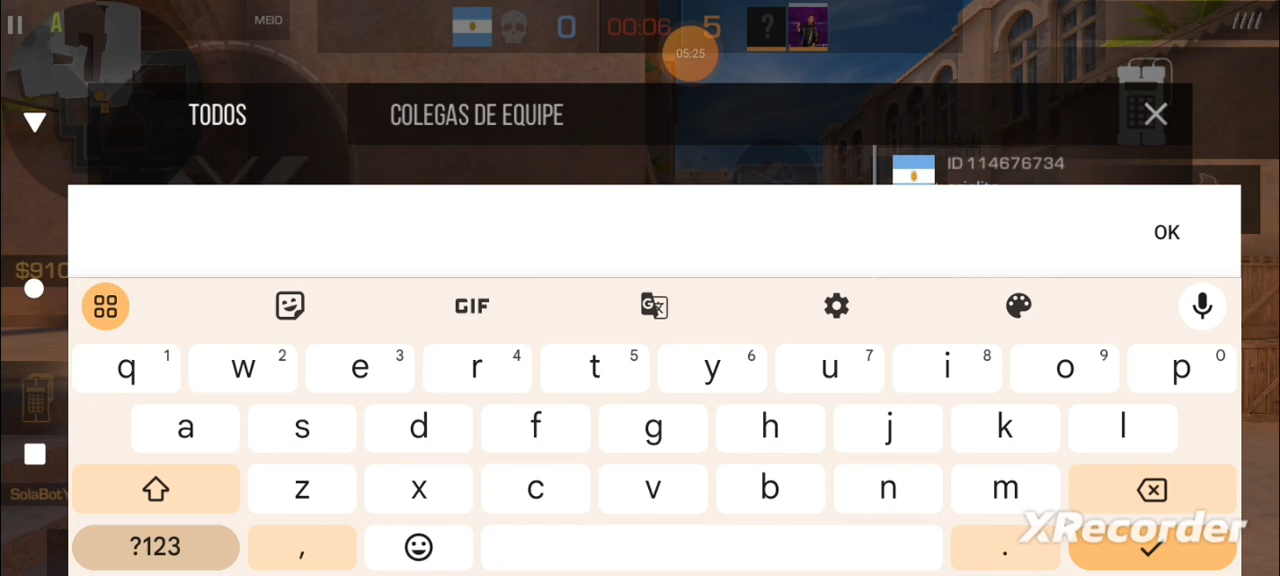 A
MEIO
0
00:06
5
?
05:25
TODOS
COLEGAS DE EQUIPE
ID 114676734
OK
$910
GIF
q 1 w 2 e 3 r 4 t 5 y 6 u 7 i 8 o 9 p 0
a s d f g h j k l
z x c v b n m
SolaBot
XRecorder
?123 , .